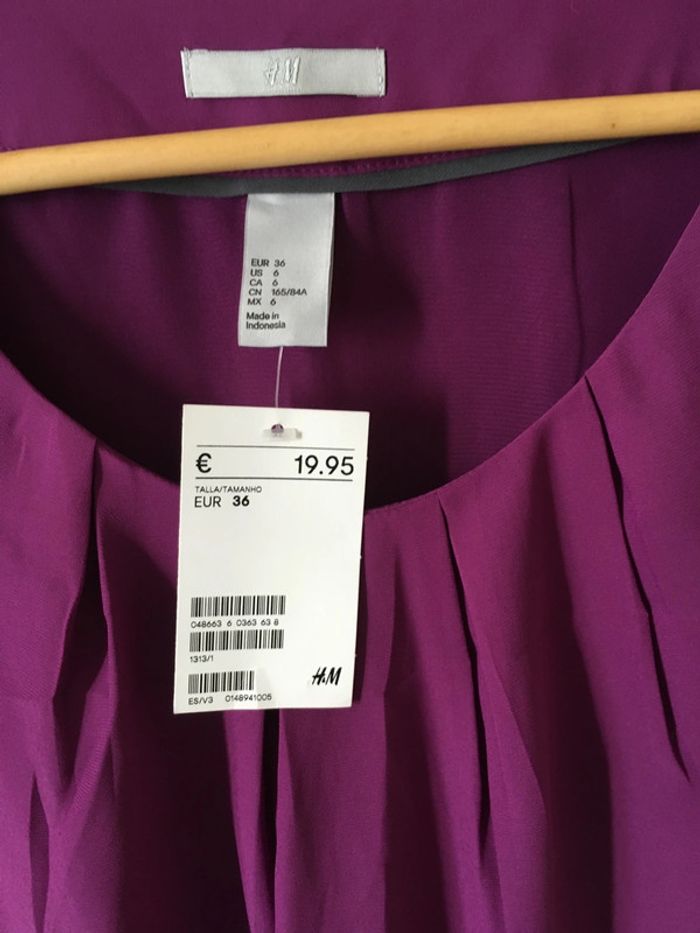 H&M
EUR 36
US 6
CA 6
CN 165/84A
MX 6
Made in
Indonesia
€ 19.95
TALLA/TAMANHO
EUR 36
048663 6 0363 63 8
1313/1
H&M
ES/V3 0148941005